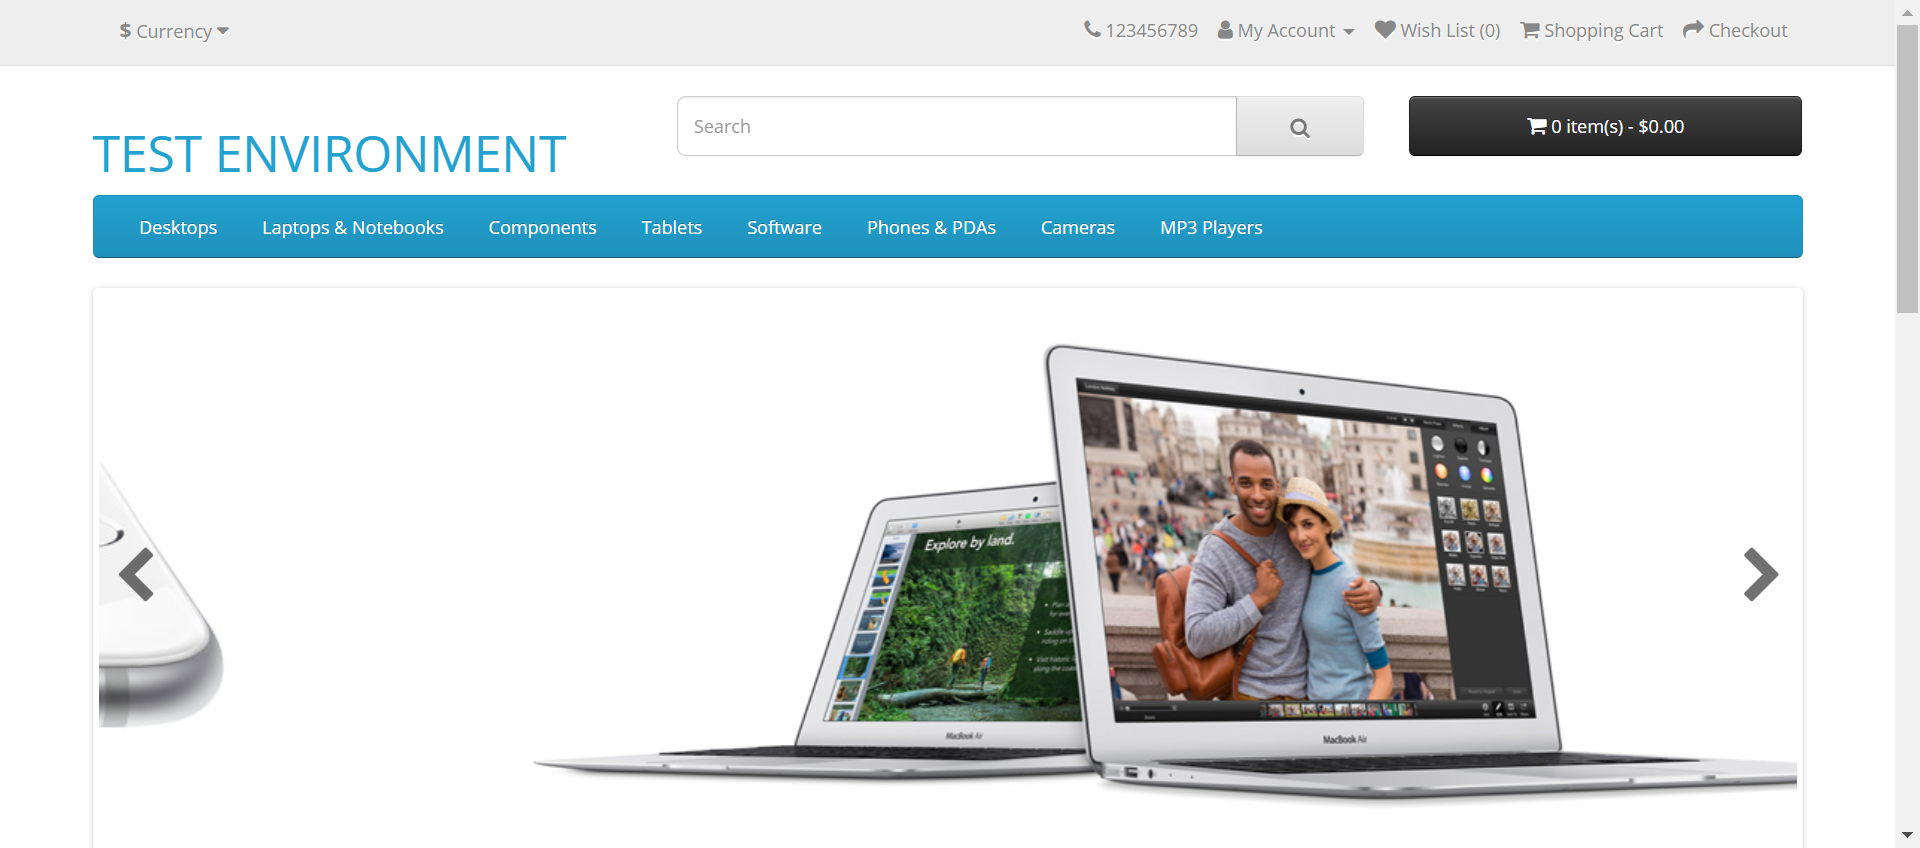 $ Currency
123456789 My Account Wish List (0) Shopping Cart Checkout
TEST ENVIRONMENT
Search
0 item(s) - $0.00
Desktops Laptops & Notebooks Components Tablets Software Phones & PDAs Cameras MP3 Players
Explore by land.
MacBook Air
MacBook Air